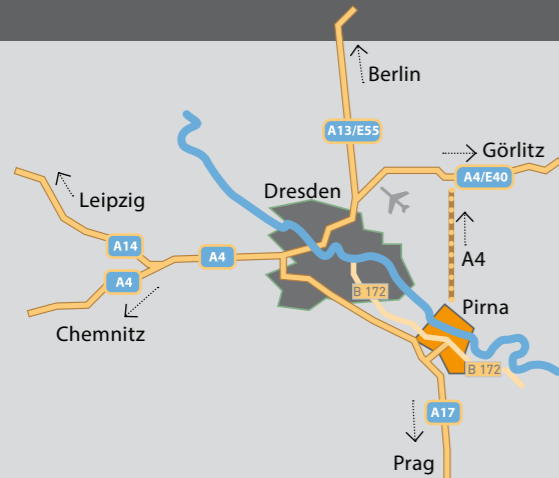 Berlin
A13/E55
Görlitz
A4/E40
Dresden
Leipzig
A14
A4
A4
A4
B 172
Pirna
Chemnitz
B 172
A17
Prag